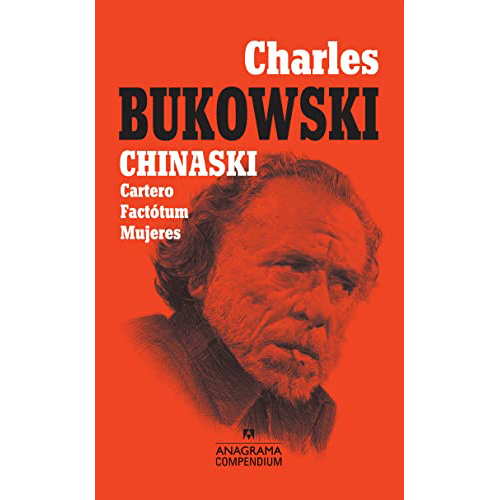 Charles
BUKOWSKI
CHINASKI
Cartero
Factótum
Mujeres
ANAGRAMA
COMPENDIUM